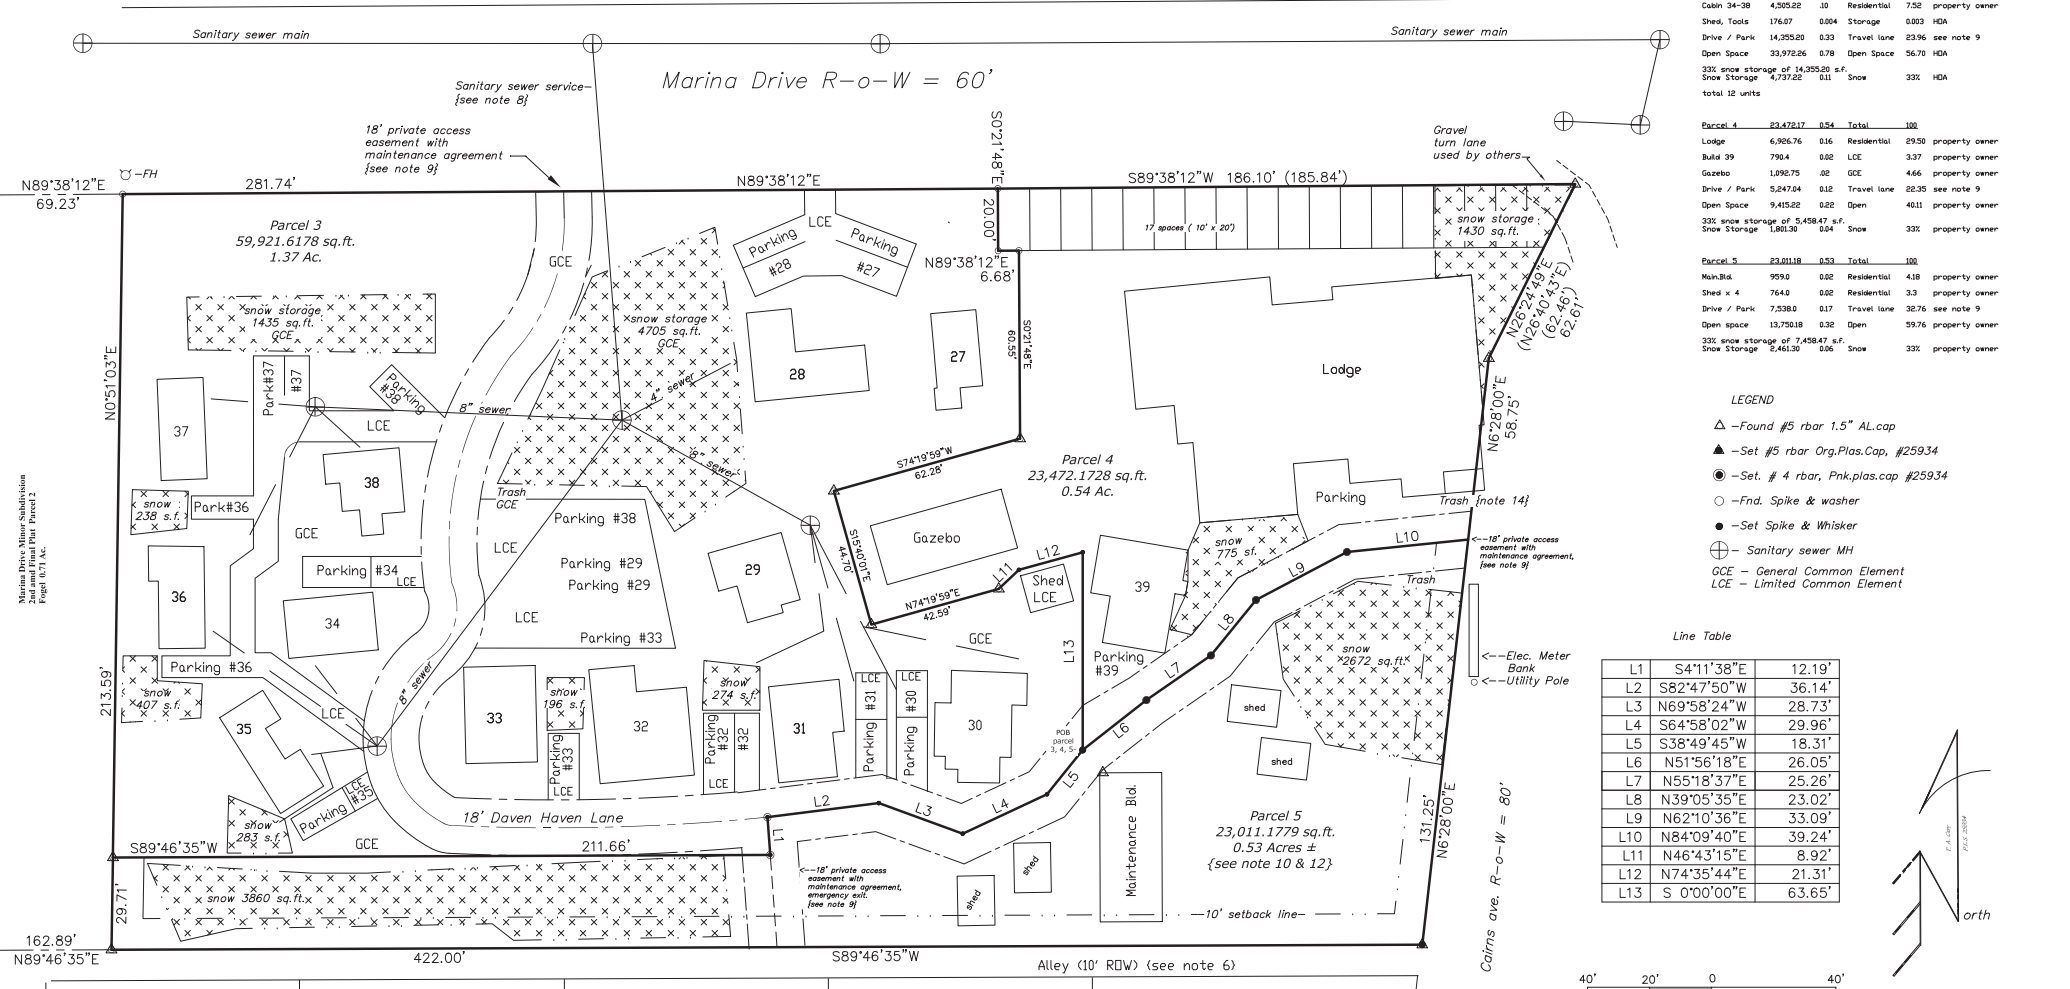 Sanitary sewer main
Sanitary sewer main
Marina Drive R-o-W = 60'
Sanitary sewer service-
{see note 8}
18' private access
easement with
maintenance agreement
{see note 9}
Gravel
turn lane
used by others
-FH
N89°38'12"E
69.23'
281.74'
N89°38'12"E
S0°21'48"E
20.00'
S89°38'12"W 186.10' (185.84')
17 spaces ( 10' x 20')
snow storage
1430 sq.ft.
N89°38'12"E
6.68'
S0°21'48"E
60.55'
N26°24'49"E
(N26°40'43"E)
(62.46')
62.61'
N6°28'00"E
58.75'
Parcel 3
59,921.6178 sq.ft.
1.37 Ac.
LCE
Parking
Parking
#28
#27
GCE
snow storage
1435 sq.ft.
GCE
snow storage
4705 sq.ft.
GCE
N0°51'03"E
213.59'
Park#37
#37
Parking
#38
8" sewer
4" sewer
8" sewer
LCE
28
27
Lodge
37
38
S74°19'59"W
62.28'
Parcel 4
23,472.1728 sq.ft.
0.54 Ac.
Parking
Trash {note 14}
snow
238 s.f.
Park#36
Trash
GCE
Parking #38
GCE
LCE
Parking #29
Parking #29
Parking #34
LCE
LCE
Parking #33
Gazebo
S15°40'01"E
44.70'
L12
L11
N74°19'59"E
42.59'
Shed
LCE
39
snow
775 sf.
L10
<--18' private access
easement with
maintenance agreement,
{see note 9}
Trash
L9
L8
36
34
29
GCE
L13
Parking
#39
L7
snow
2672 sq.ft.
<--Elec. Meter
Bank
<--Utility Pole
Parking #36
snow
407 s.f.
35
LCE
8" sewer
33
snow
196 s.f.
32
snow
274 s.f.
31
LCE
LCE
#31
#30
Parking
Parking
30
POB
parcel
3, 4, 5-
L6
shed
shed
Parking
#33
LCE
Parking
#32
#32
LCE
LCE
Parking
#35
snow
283 s.f.
GCE
L5
L4
L3
L2
L1
18' Daven Haven Lane
S89°46'35"W
211.66'
Maintenance Bld.
Parcel 5
23,011.1779 sq.ft.
0.53 Acres ±
{see note 10 & 12}
131.25'
N6°28'00"E
Cairns ave. R-o-W = 80'
shed
shed
<--18' private access
easement with
maintenance agreement,
emergency exit.
{see note 9}
29.71'
snow 3860 sq.ft.
-10' setback line-
162.89'
N89°46'35"E
422.00'
S89°46'35"W
Alley (10' ROW) {see note 6}
Marina Drive Minor Subdivision
2nd amd Final Plat Parcel 2
Fogel 0.71 Ac.
Cabin 34-38 4,505.22 .10 Residential 7.52 property owner
Shed, Tools 176.07 0.004 Storage 0.003 HOA
Drive / Park 14,355.20 0.33 Travel lane 23.96 see note 9
Open Space 33,972.26 0.78 Open Space 56.70 HOA
33% snow storage of 14,355.20 s.f.
Snow Storage 4,737.22 0.11 Snow 33% HOA
total 12 units
Parcel 4 23,472.17 0.54 Total 100
Lodge 6,926.76 0.16 Residential 29.50 property owner
Build 39 790.4 0.02 LCE 3.37 property owner
Gazebo 1,092.75 .02 GCE 4.66 property owner
Drive / Park 5,247.04 0.12 Travel lane 22.35 see note 9
Open Space 9,415.22 0.22 Open 40.11 property owner
33% snow storage of 5,458.47 s.f.
Snow Storage 1,801.30 0.04 Snow 33% property owner
Parcel 5 23,011.18 0.53 Total 100
Main.Bld. 959.0 0.02 Residential 4.18 property owner
Shed x 4 764.0 0.02 Residential 3.3 property owner
Drive / Park 7,538.0 0.17 Travel lane 32.76 see note 9
Open space 13,750.18 0.32 Open 59.76 property owner
33% snow storage of 7,458.47 s.f.
Snow Storage 2,461.30 0.06 Snow 33% property owner
LEGEND
-Found #5 rbar 1.5" AL.cap
-Set #5 rbar Org.Plas.Cap, #25934
-Set. # 4 rbar, Pnk.plas.cap #25934
-Fnd. Spike & washer
-Set Spike & Whisker
- Sanitary sewer MH
GCE - General Common Element
LCE - Limited Common Element
Line Table
L1 S4°11'38"E 12.19'
L2 S82°47'50"W 36.14'
L3 N69°58'24"W 28.73'
L4 S64°58'02"W 29.96'
L5 S38°49'45"W 18.31'
L6 N51°56'18"E 26.05'
L7 N55°18'37"E 25.26'
L8 N39°05'35"E 23.02'
L9 N62°10'36"E 33.09'
L10 N84°09'40"E 39.24'
L11 N46°43'15"E 8.92'
L12 N74°35'44"E 21.31'
L13 S 0°00'00"E 63.65'
orth
40' 20' 0 40'